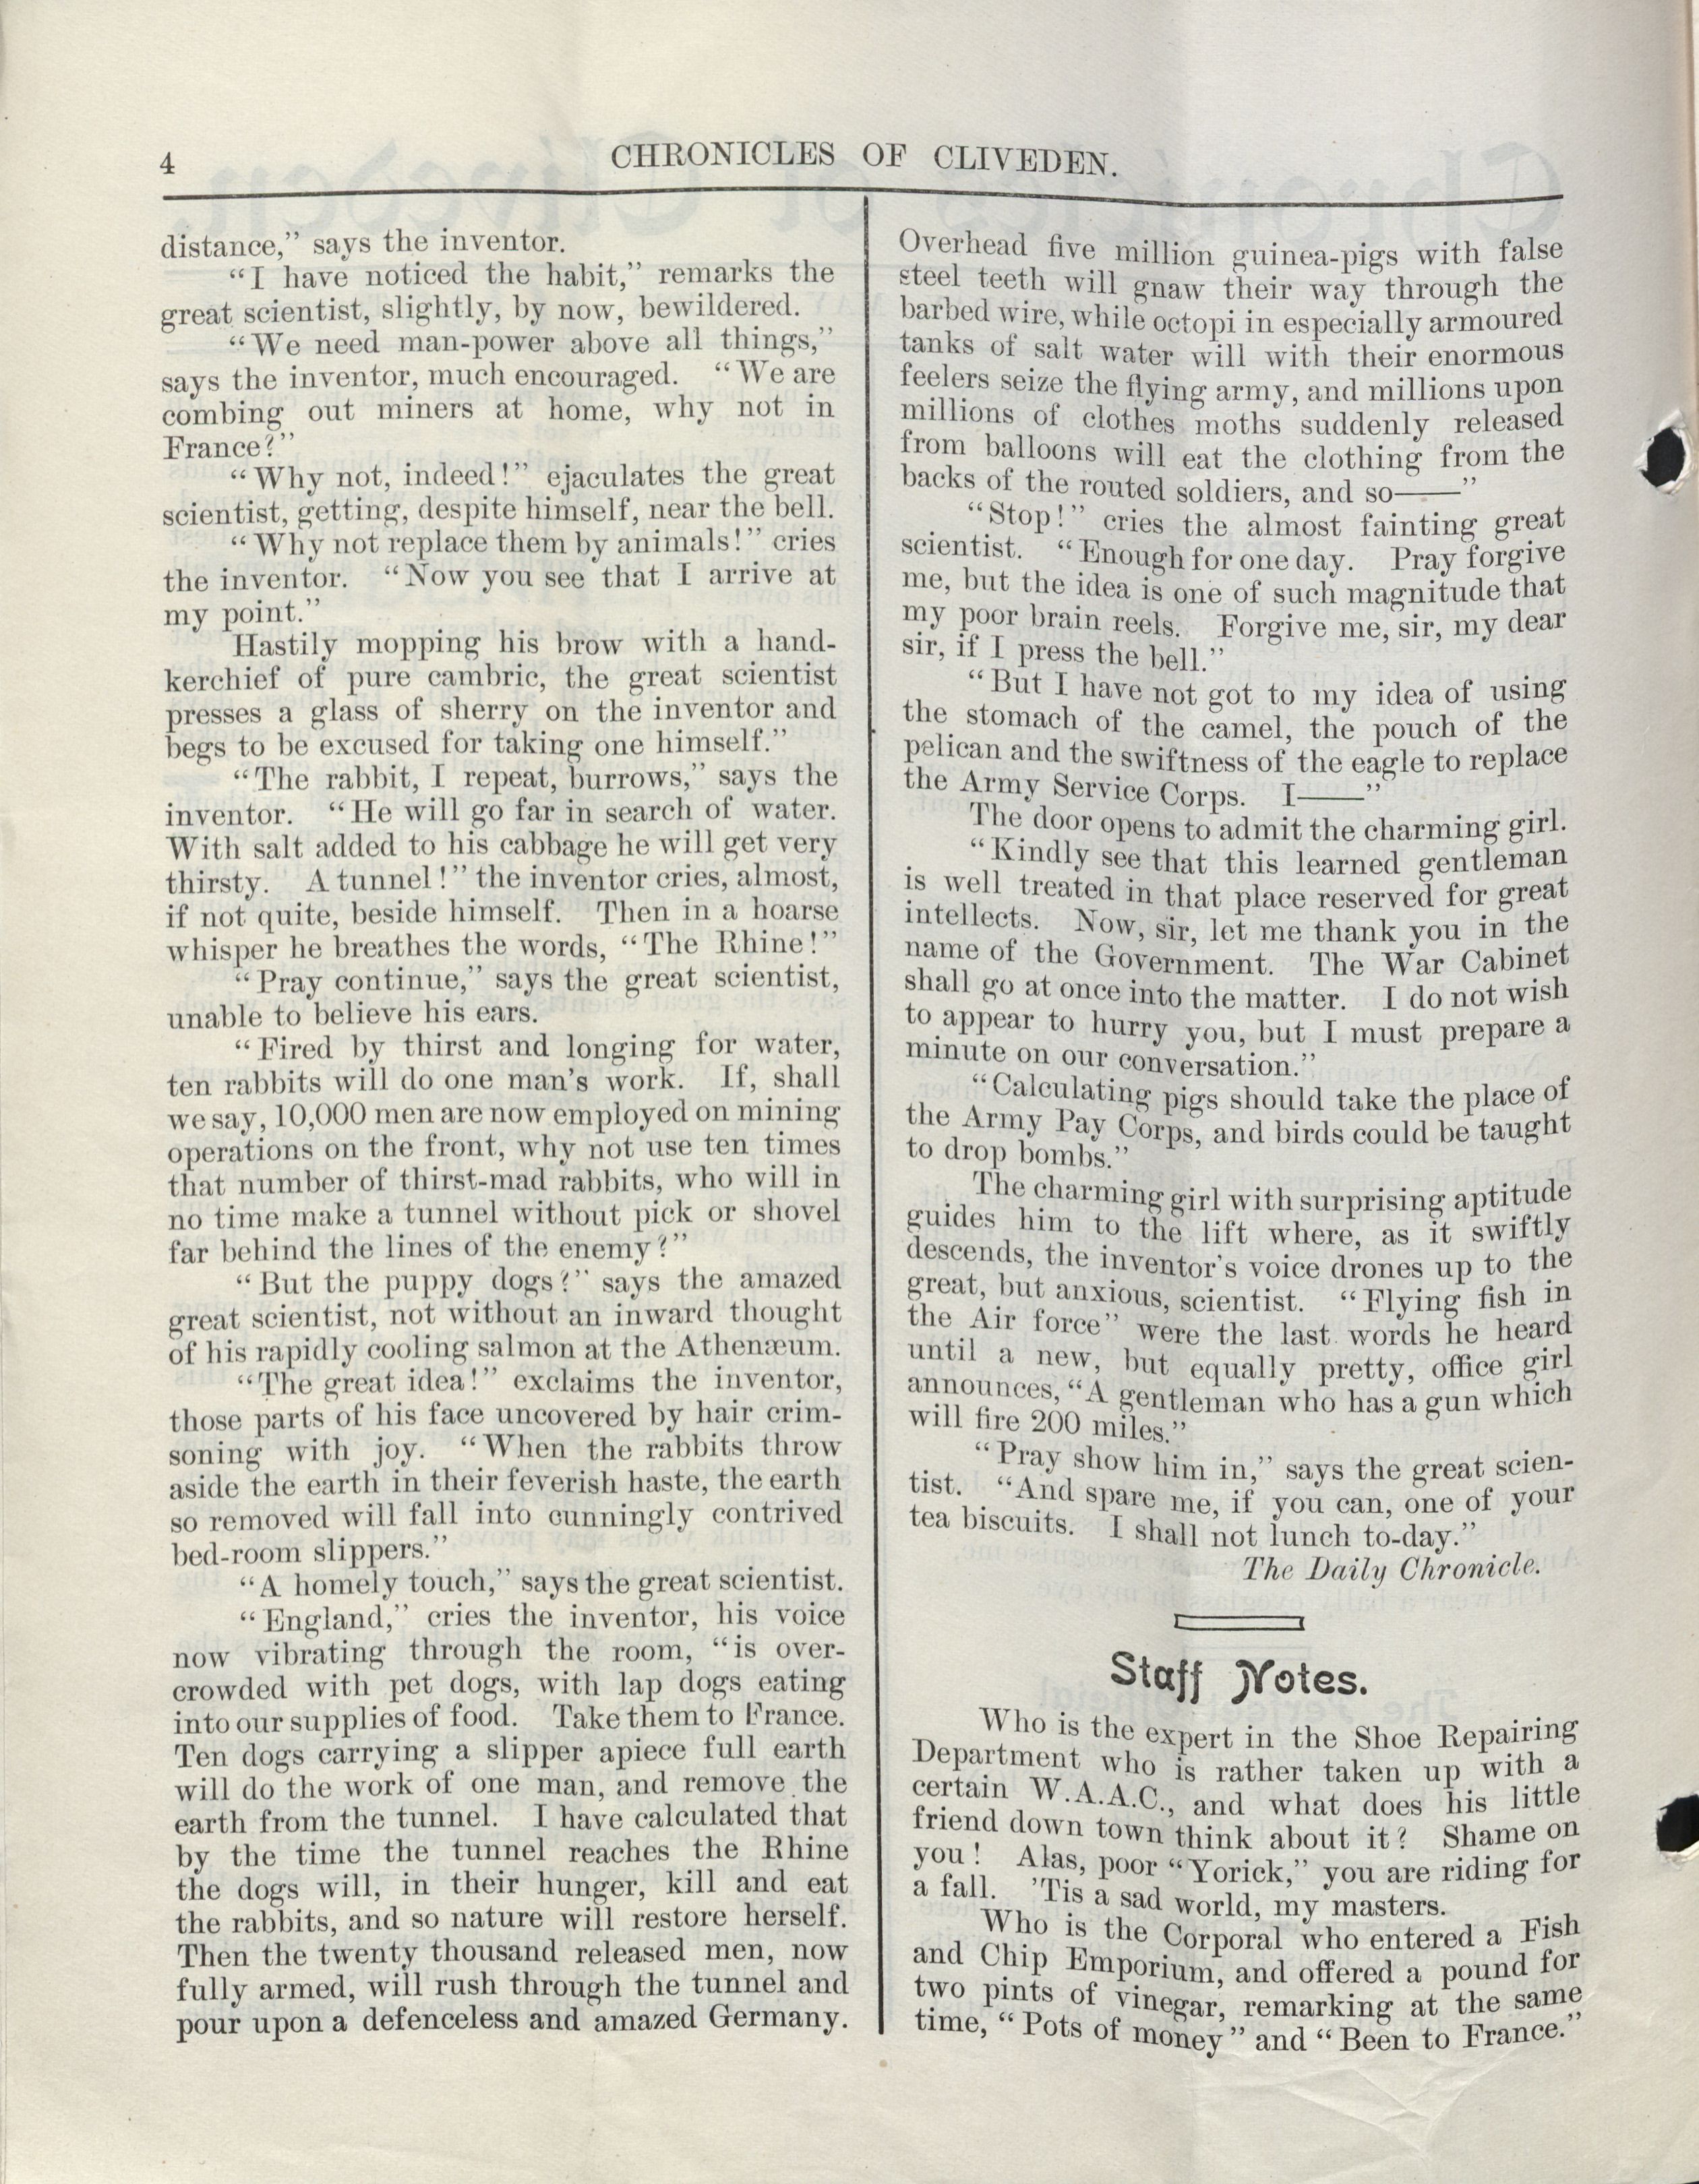 4
CHRONICLES OF CLIVEDEN.
distance,” says the inventor.
“I have noticed the habit,” remarks the
great scientist, slightly, by now, bewildered.
“We need man-power above all things,”
says the inventor, much encouraged. “We are
combing out miners at home, why not in
France?”
“Why not, indeed!” ejaculates the great
scientist, getting, despite himself, near the bell.
“Why not replace them by animals!” cries
the inventor. “Now you see that I arrive at
my point.”
Hastily mopping his brow with a hand-
kerchief of pure cambric, the great scientist
presses a glass of sherry on the inventor and
begs to be excused for taking one himself.”
“The rabbit, I repeat, burrows,” says the
inventor. “He will go far in search of water.
With salt added to his cabbage he will get very
thirsty. A tunnel!” the inventor cries, almost,
if not quite, beside himself. Then in a hoarse
whisper he breathes the words, “The Rhine!”
“Pray continue,” says the great scientist,
unable to believe his ears.
“Fired by thirst and longing for water,
ten rabbits will do one man’s work. If, shall
we say, 10,000 men are now employed on mining
operations on the front, why not use ten times
that number of thirst-mad rabbits, who will in
no time make a tunnel without pick or shovel
far behind the lines of the enemy?”
“But the puppy dogs?” says the amazed
great scientist, not without an inward thought
of his rapidly cooling salmon at the Athenæum.
“The great idea!” exclaims the inventor,
those parts of his face uncovered by hair crim-
soning with joy. “When the rabbits throw
aside the earth in their feverish haste, the earth
so removed will fall into cunningly contrived
bed-room slippers.”
“A homely touch,” says the great scientist.
“England,” cries the inventor, his voice
now vibrating through the room, “is over-
crowded with pet dogs, with lap dogs eating
into our supplies of food. Take them to France.
Ten dogs carrying a slipper apiece full earth
will do the work of one man, and remove the
earth from the tunnel. I have calculated that
by the time the tunnel reaches the Rhine
the dogs will, in their hunger, kill and eat
the rabbits, and so nature will restore herself.
Then the twenty thousand released men, now
fully armed, will rush through the tunnel and
pour upon a defenceless and amazed Germany.
Overhead five million guinea-pigs with false
steel teeth will gnaw their way through the
barbed wire, while octopi in especially armoured
tanks of salt water will with their enormous
feelers seize the flying army, and millions upon
millions of clothes moths suddenly released
from balloons will eat the clothing from the
backs of the routed soldiers, and so——”
“Stop!” cries the almost fainting great
scientist. “Enough for one day. Pray forgive
me, but the idea is one of such magnitude that
my poor brain reels. Forgive me, sir, my dear
sir, if I press the bell.”
“But I have not got to my idea of using
the stomach of the camel, the pouch of the
pelican and the swiftness of the eagle to replace
the Army Service Corps. I——”
The door opens to admit the charming girl.
“Kindly see that this learned gentleman
is well treated in that place reserved for great
intellects. Now, sir, let me thank you in the
name of the Government. The War Cabinet
shall go at once into the matter. I do not wish
to appear to hurry you, but I must prepare a
minute on our conversation.”
“Calculating pigs should take the place of
the Army Pay Corps, and birds could be taught
to drop bombs.”
The charming girl with surprising aptitude
guides him to the lift where, as it swiftly
descends, the inventor’s voice drones up to the
great, but anxious, scientist. “Flying fish in
the Air force” were the last words he heard
until a new, but equally pretty, office girl
announces, “A gentleman who has a gun which
will fire 200 miles.”
“Pray show him in,” says the great scien-
tist. “And spare me, if you can, one of your
tea biscuits. I shall not lunch to-day.”
The Daily Chronicle.
Staff Notes.
Who is the expert in the Shoe Repairing
Department who is rather taken up with a
certain W.A.A.C., and what does his little
friend down town think about it? Shame on
you! Alas, poor “Yorick,” you are riding for
a fall. ’Tis a sad world, my masters.
Who is the Corporal who entered a Fish
and Chip Emporium, and offered a pound for
two pints of vinegar, remarking at the same
time, “Pots of money” and “Been to France.”